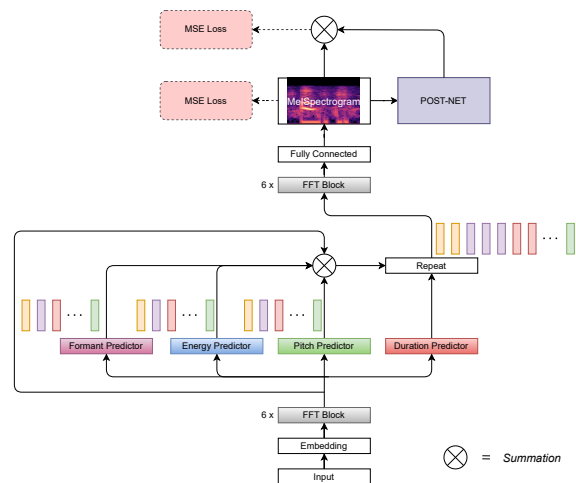 MSE Loss
MSE Loss
MelSpectrogram
POST-NET
Fully Connected
6 x
FFT Block
...
Repeat
... ... ...
Formant Predictor
Energy Predictor
Pitch Predictor
Duration Predictor
6 x
FFT Block
Embedding
Input
= Summation